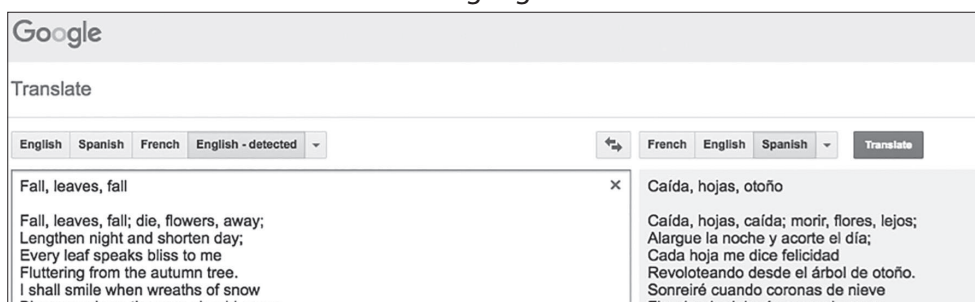 Google
Translate
English Spanish French English - detected
French English Spanish Translate
Fall, leaves, fall
Fall, leaves, fall; die, flowers, away;
Lengthen night and shorten day;
Every leaf speaks bliss to me
Fluttering from the autumn tree.
I shall smile when wreaths of snow
Caída, hojas, otoño
Caída, hojas, caída; morir, flores, lejos;
Alargue la noche y acorte el día;
Cada hoja me dice felicidad
Revoloteando desde el árbol de otoño.
Sonreiré cuando coronas de nieve